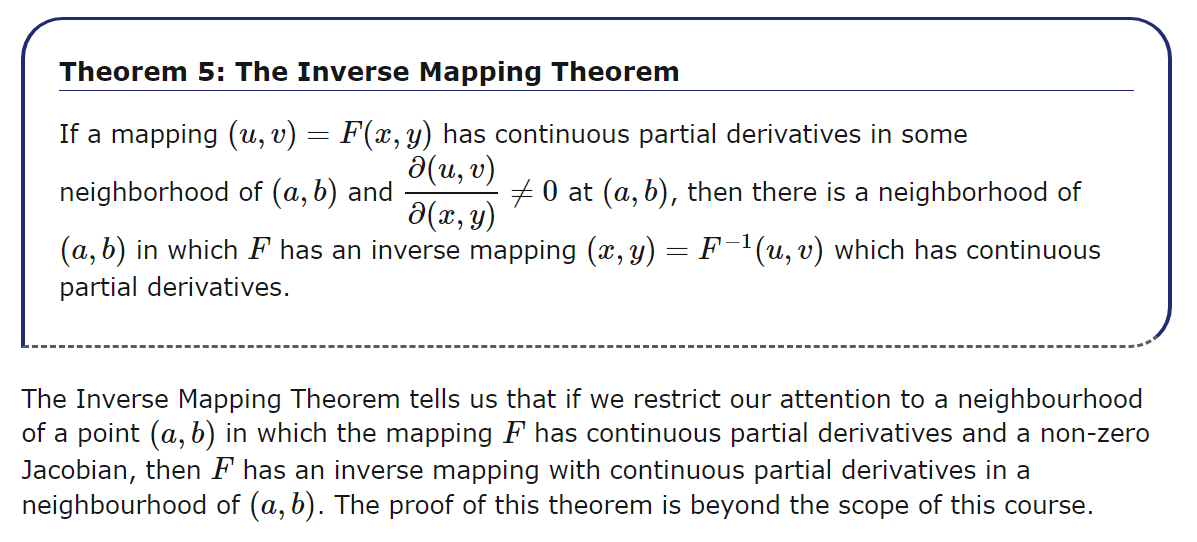 Theorem 5: The Inverse Mapping Theorem
If a mapping (u, v) = F(x, y) has continuous partial derivatives in some
neighborhood of (a, b) and ∂(u, v)/∂(x, y) ≠ 0 at (a, b), then there is a neighborhood of
(a, b) in which F has an inverse mapping (x, y) = F⁻¹(u, v) which has continuous
partial derivatives.
The Inverse Mapping Theorem tells us that if we restrict our attention to a neighbourhood
of a point (a, b) in which the mapping F has continuous partial derivatives and a non-zero
Jacobian, then F has an inverse mapping with continuous partial derivatives in a
neighbourhood of (a, b). The proof of this theorem is beyond the scope of this course.